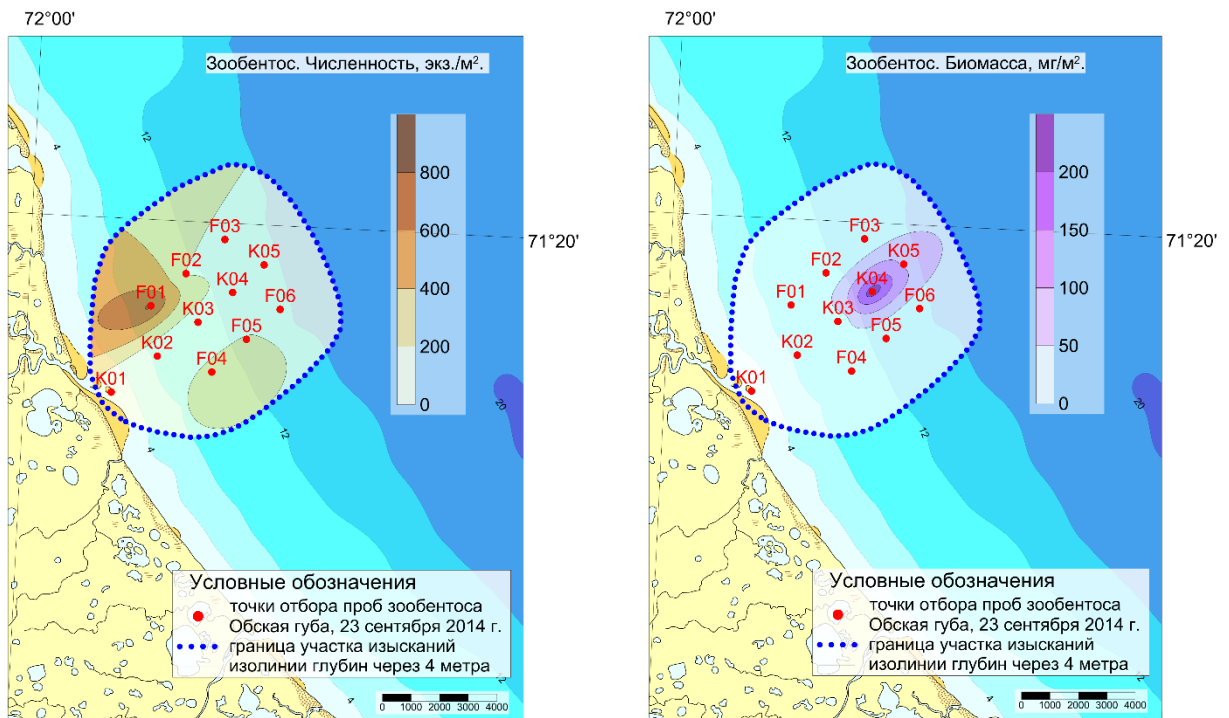 72°00'
Зообентос. Численность, экз./м².
12
4
800
600
400
200
0
71°20'
F03
K05
F02
K04
F01
F06
K03
F05
K02
F04
K01
12
20
4
Условные обозначения
точки отбора проб зообентоса
Обская губа, 23 сентября 2014 г.
граница участка изысканий
изолинии глубин через 4 метра
0 1000 2000 3000 4000
72°00'
Зообентос. Биомасса, мг/м².
12
4
200
150
100
50
0
71°20'
F03
K05
F02
K04
F01
F06
K03
F05
K02
F04
K01
12
20
4
Условные обозначения
точки отбора проб зообентоса
Обская губа, 23 сентября 2014 г.
граница участка изысканий
изолинии глубин через 4 метра
0 1000 2000 3000 4000